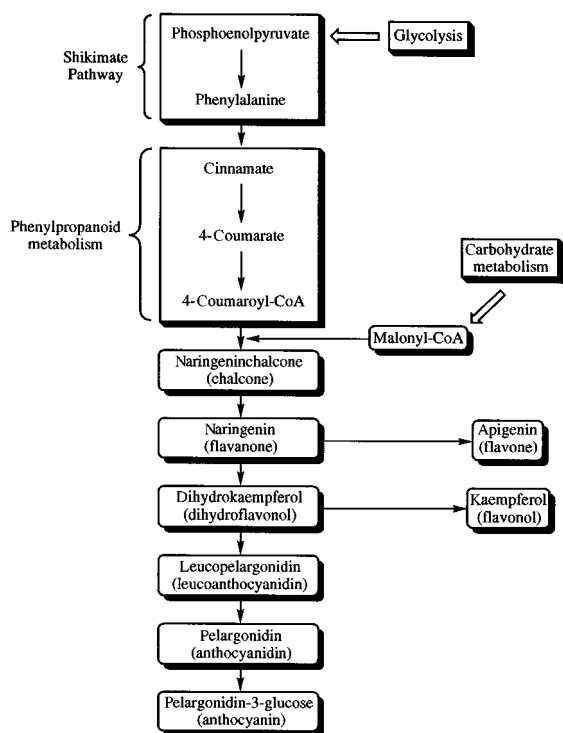 Shikimate
Pathway
Phosphoenolpyruvate
Glycolysis
Phenylalanine
Phenylpropanoid
metabolism
Cinnamate
4-Coumarate
4-Coumaroyl-CoA
Carbohydrate
metabolism
Malonyl-CoA
Naringeninchalcone
(chalcone)
Naringenin
(flavanone)
Apigenin
(flavone)
Dihydrokaempferol
(dihydroflavonol)
Kaempferol
(flavonol)
Leucopelargonidin
(leucoanthocyanidin)
Pelargonidin
(anthocyanidin)
Pelargonidin-3-glucose
(anthocyanin)